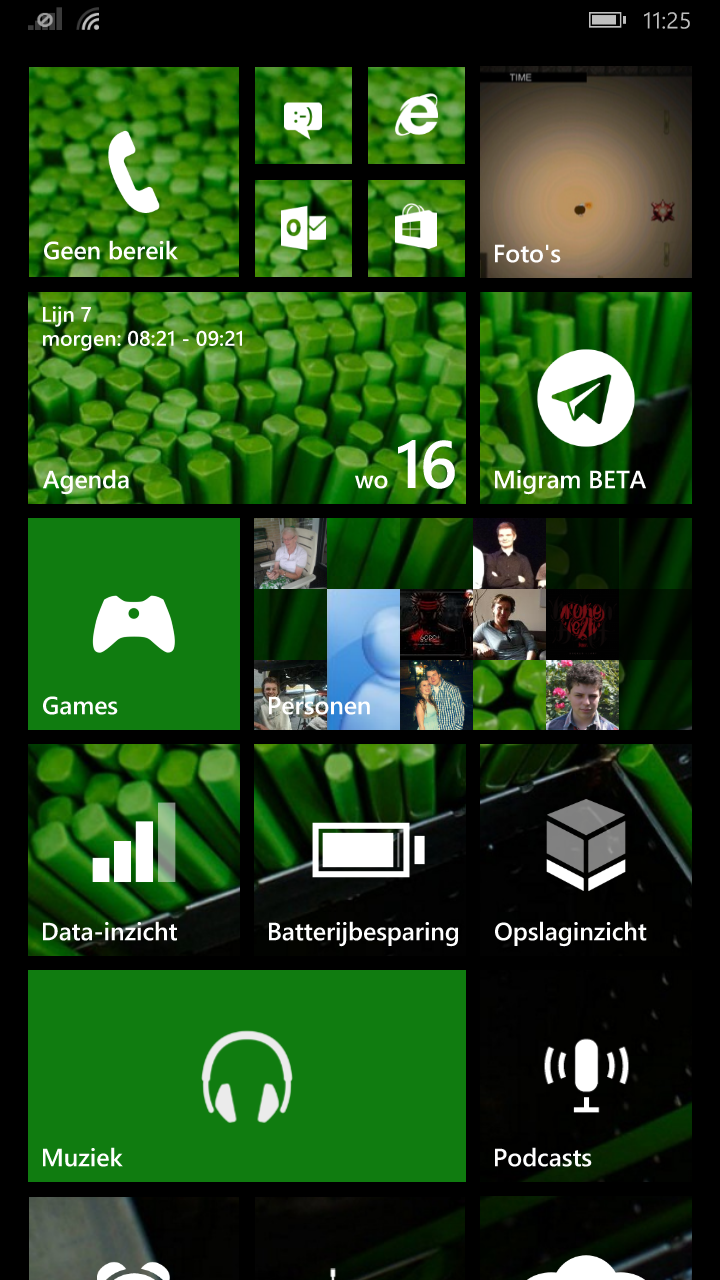 11:25
:-)
TIME
Geen bereik
Foto's
Lijn 7
morgen: 08:21 - 09:21
Agenda
wo 16
Migram BETA
Games
Personen
Data-inzicht
Batterijbesparing
Opslaginzicht
Muziek
Podcasts